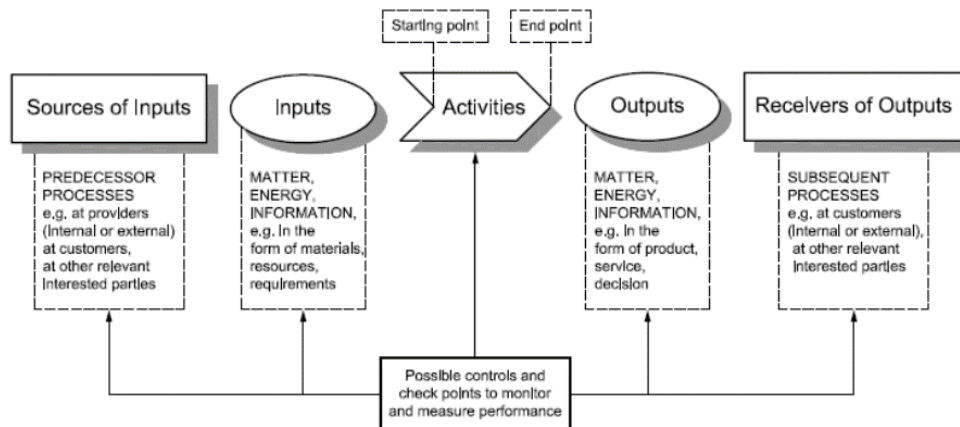 Starting point
End point
Sources of Inputs
Inputs
Activities
Outputs
Receivers of Outputs
PREDECESSOR
PROCESSES
e.g. at providers
(internal or external)
at customers,
at other relevant
interested parties
MATTER,
ENERGY,
INFORMATION,
e.g. in the
form of materials,
resources,
requirements
MATTER,
ENERGY,
INFORMATION,
e.g. in the
form of product,
service,
decision
SUBSEQUENT
PROCESSES
e.g. at customers
(internal or external),
at other relevant
interested parties
Possible controls and
check points to monitor
and measure performance